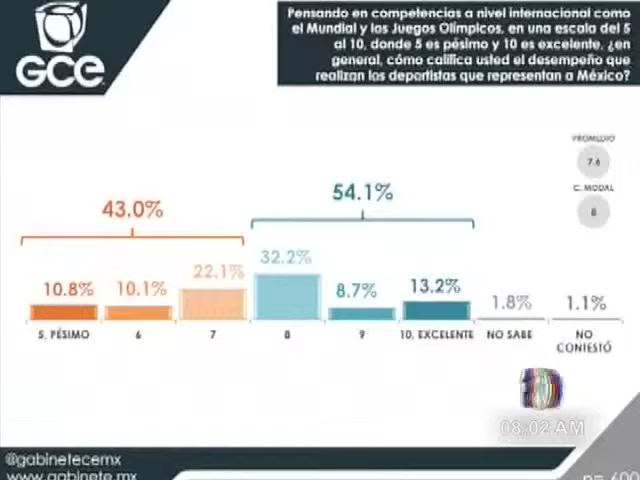 GCE
Pensando en competencias a nivel internacional como
el Mundial y los Juegos Olímpicos, en una escala del 5
al 10, donde 5 es pésimo y 10 es excelente, ¿en
general, cómo califica usted el desempeño que
realizan los deportistas que representan a México?
PROMEDIO
7.6
C. MODAL
8
43.0%
54.1%
10.8%
10.1%
22.1%
32.2%
8.7%
13.2%
1.8%
1.1%
5, PÉSIMO
6
7
8
9
10, EXCELENTE
NO SABE
NO
CONTESTÓ
08:02 AM
@gabinetecemx
www.gabinete.mx
n= 600